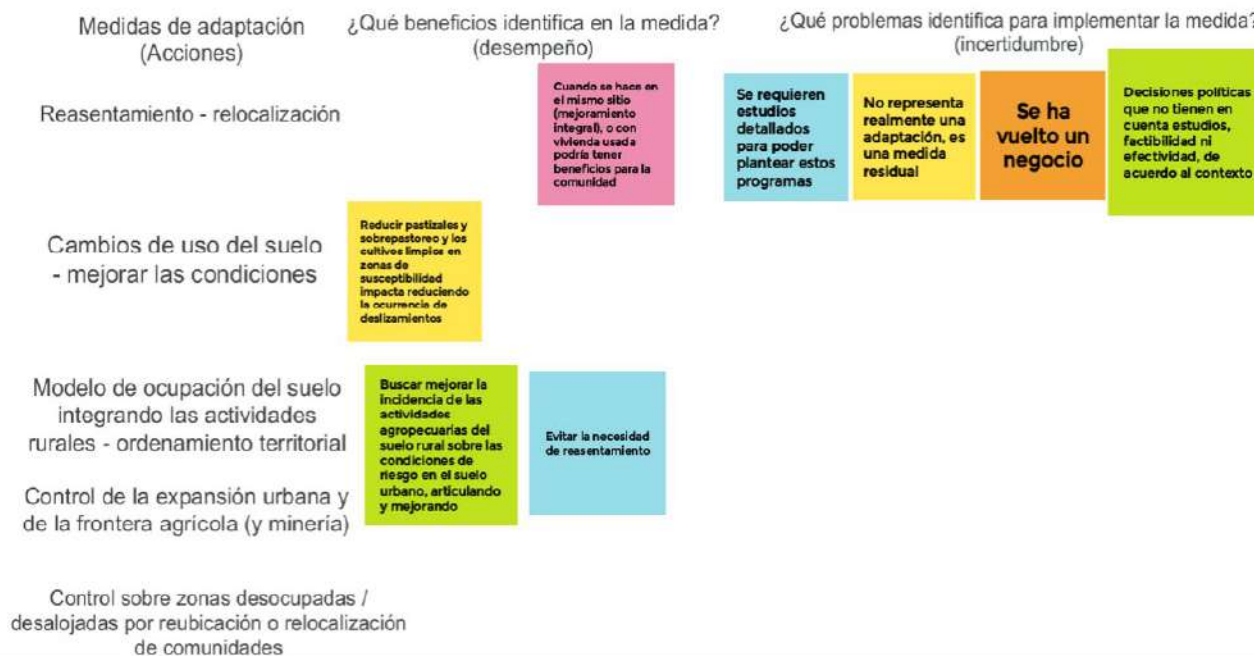 Medidas de adaptación
(Acciones)
¿Qué beneficios identifica en la medida?
(desempeño)
¿Qué problemas identifica para implementar la medida?
(incertidumbre)
Reasentamiento - relocalización
Cuando se hace en
el mismo sitio
(mejoramiento
integral), o con
vivienda usada
podría tener
beneficios para la
comunidad
Se requieren
estudios
detallados
para poder
plantear estos
programas
No representa
realmente una
adaptación, es
una medida
residual
Se ha
vuelto un
negocio
Decisiones políticas
que no tienen en
cuenta estudios,
factibilidad ni
efectividad, de
acuerdo al contexto
Cambios de uso del suelo
- mejorar las condiciones
Reducir pastizales y
sobrepastoreo y los
cultivos limpios en
zonas de
susceptibilidad
impacta reduciendo
la ocurrencia de
deslizamientos
Modelo de ocupación del suelo
integrando las actividades
rurales - ordenamiento territorial
Buscar mejorar la
incidencia de las
actividades
agropecuarias del
suelo rural sobre las
condiciones de
riesgo en el suelo
urbano, articulando
y mejorando
Evitar la necesidad
de reasentamiento
Control de la expansión urbana y
de la frontera agrícola (y minería)
Control sobre zonas desocupadas /
desalojadas por reubicación o relocalización
de comunidades